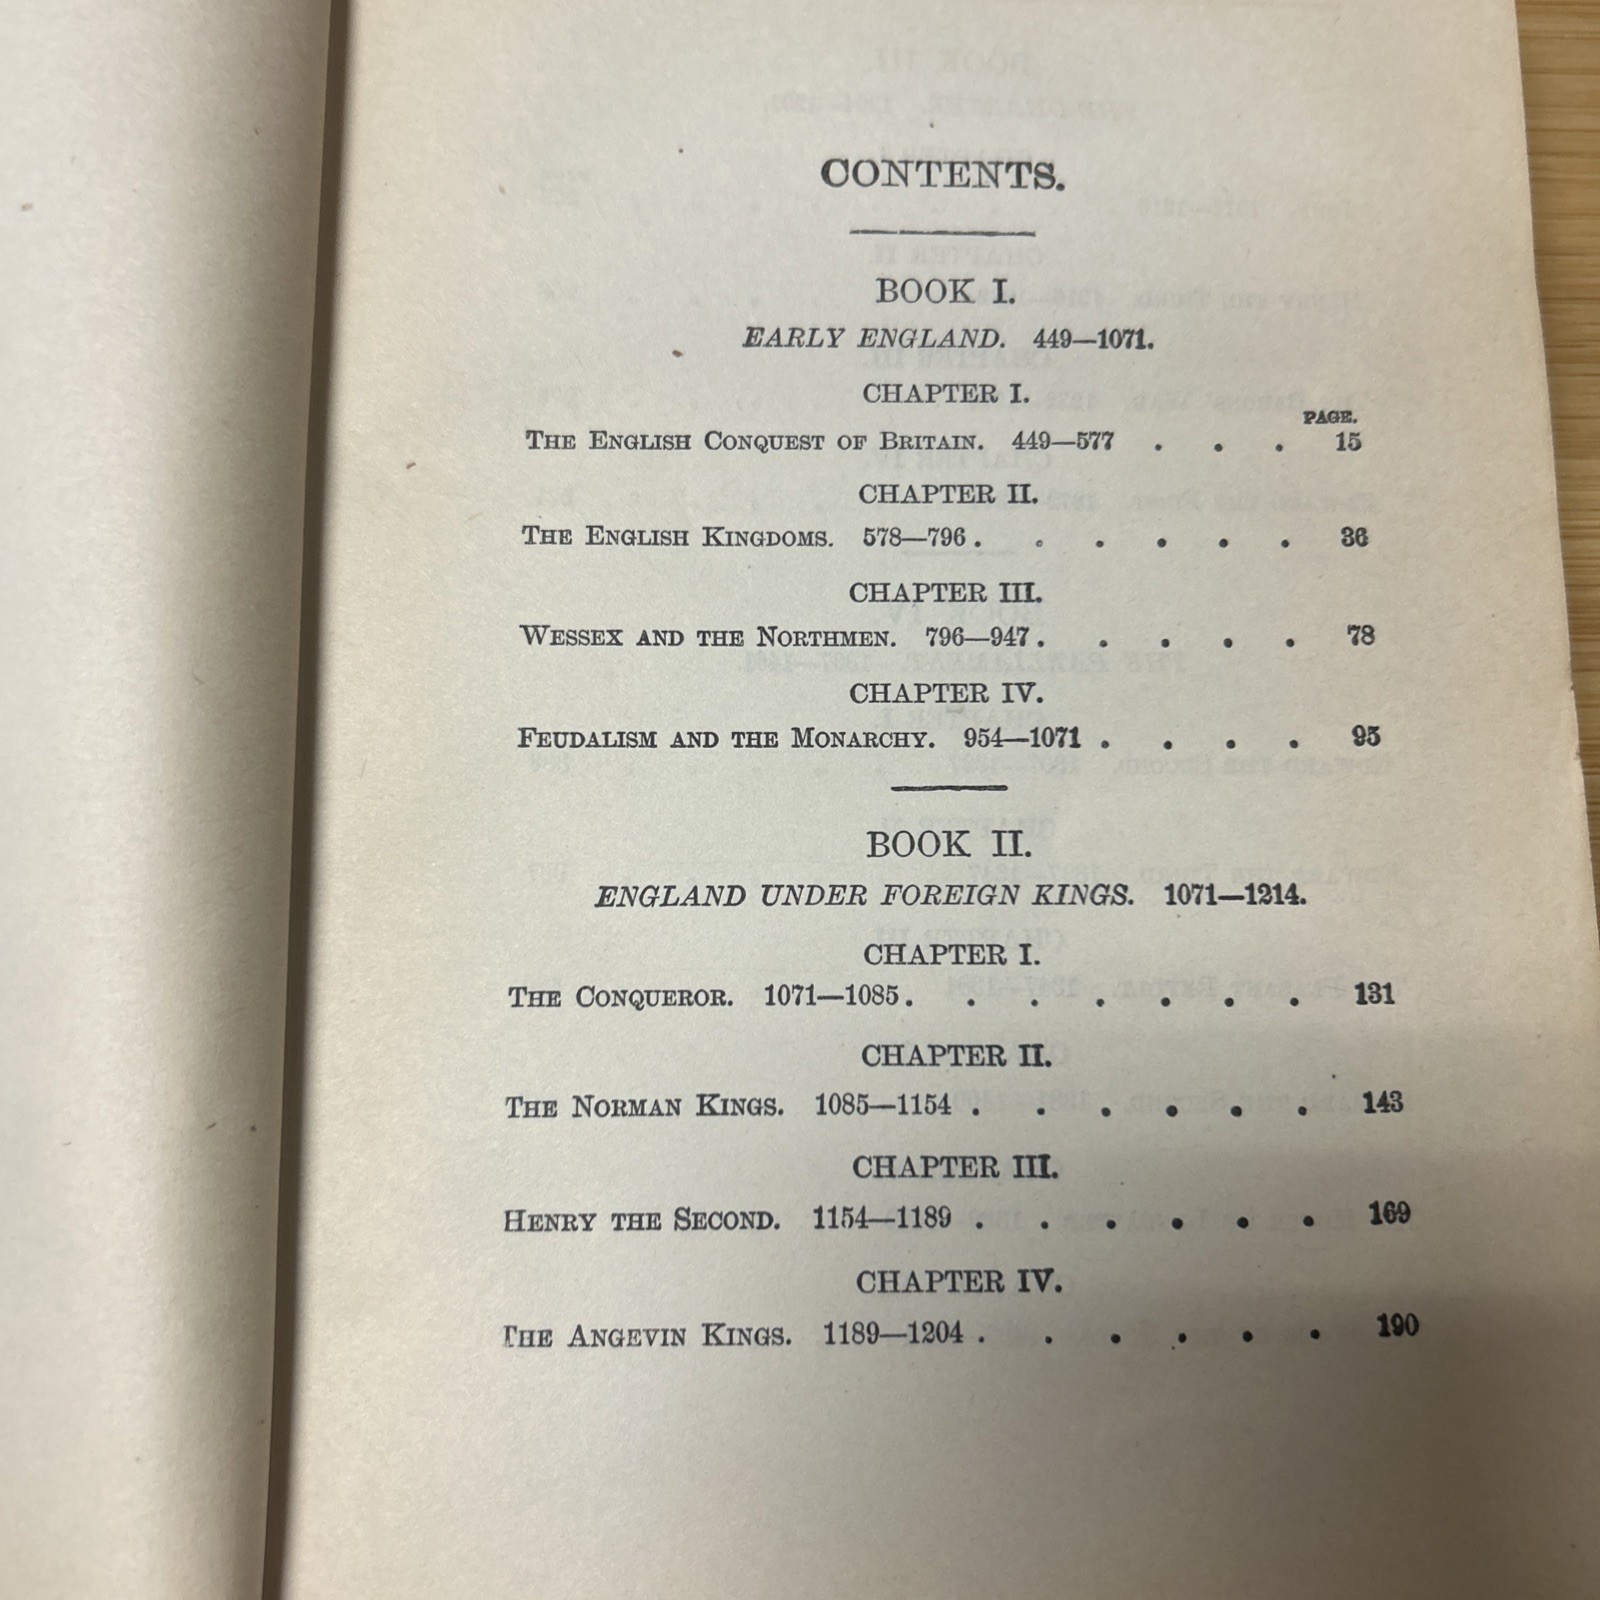 CONTENTS.
BOOK I.
EARLY ENGLAND. 449—1071.
CHAPTER I.
PAGE.
THE ENGLISH CONQUEST OF BRITAIN. 449—577 . . . 15
CHAPTER II.
THE ENGLISH KINGDOMS. 578—796 . . . . . . 36
CHAPTER III.
WESSEX AND THE NORTHMEN. 796—947 . . . . . 78
CHAPTER IV.
FEUDALISM AND THE MONARCHY. 954—1071 . . . . 95
BOOK II.
ENGLAND UNDER FOREIGN KINGS. 1071—1214.
CHAPTER I.
THE CONQUEROR. 1071—1085 . . . . . . . 131
CHAPTER II.
THE NORMAN KINGS. 1085—1154 . . . . . . 143
CHAPTER III.
HENRY THE SECOND. 1154—1189 . . . . . . 169
CHAPTER IV.
THE ANGEVIN KINGS. 1189—1204 . . . . . . 190